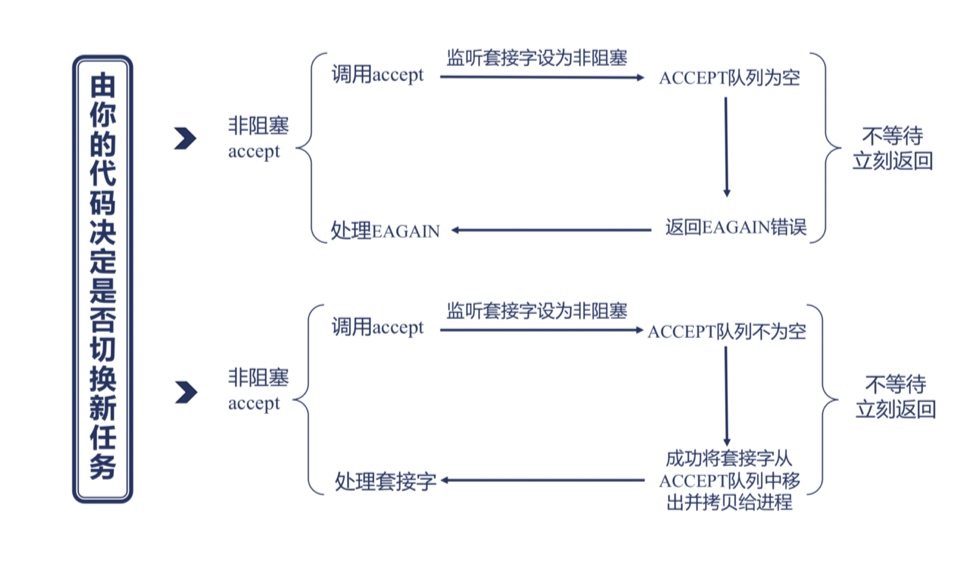 由你的代码决定是否切换新任务
非阻塞
accept
调用accept
监听套接字设为非阻塞
ACCEPT队列为空
返回EAGAIN错误
处理EAGAIN
不等待
立刻返回
非阻塞
accept
调用accept
监听套接字设为非阻塞
ACCEPT队列不为空
成功将套接字从
ACCEPT队列中移
出并拷贝给进程
处理套接字
不等待
立刻返回